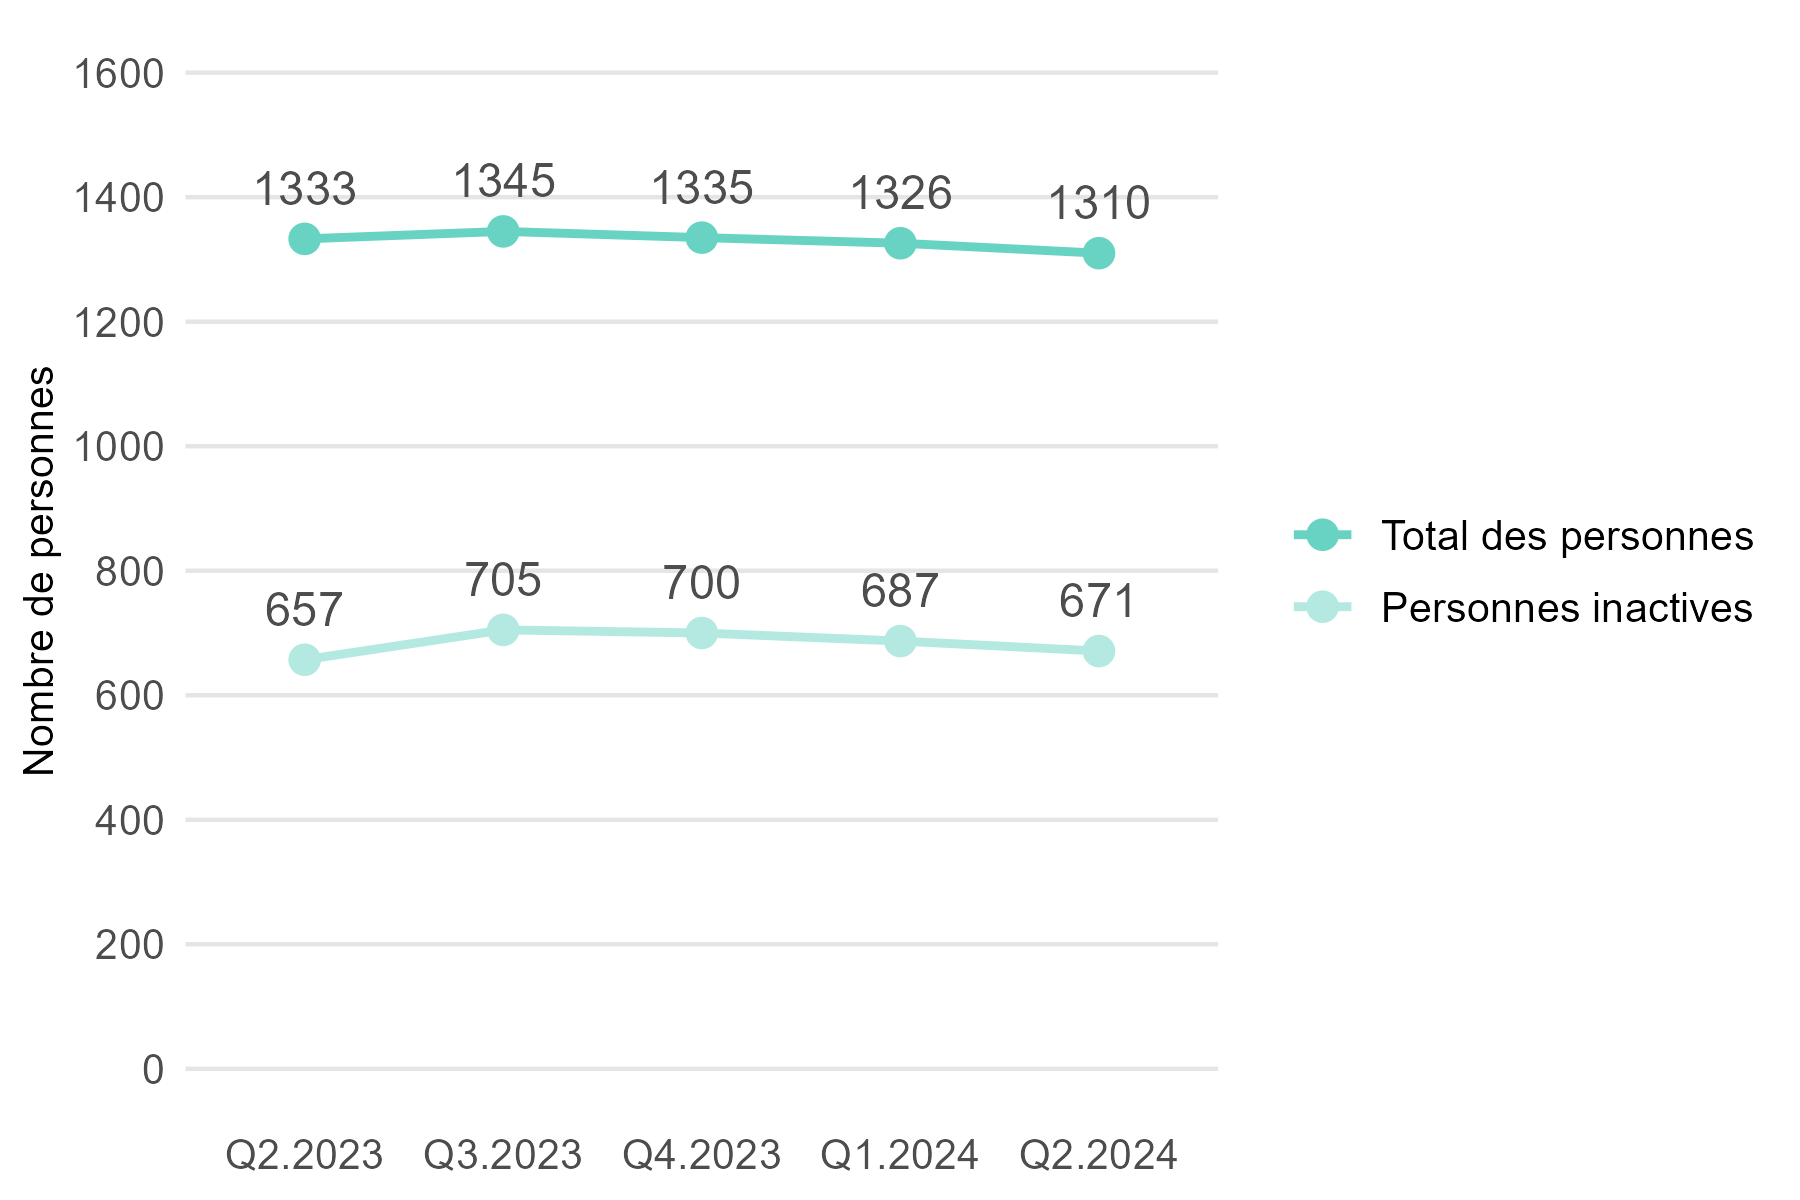 Nombre de personnes
1600
1400
1200
1000
800
600
400
200
0
1333 1345 1335 1326 1310
657 705 700 687 671
Q2.2023 Q3.2023 Q4.2023 Q1.2024 Q2.2024
Total des personnes
Personnes inactives